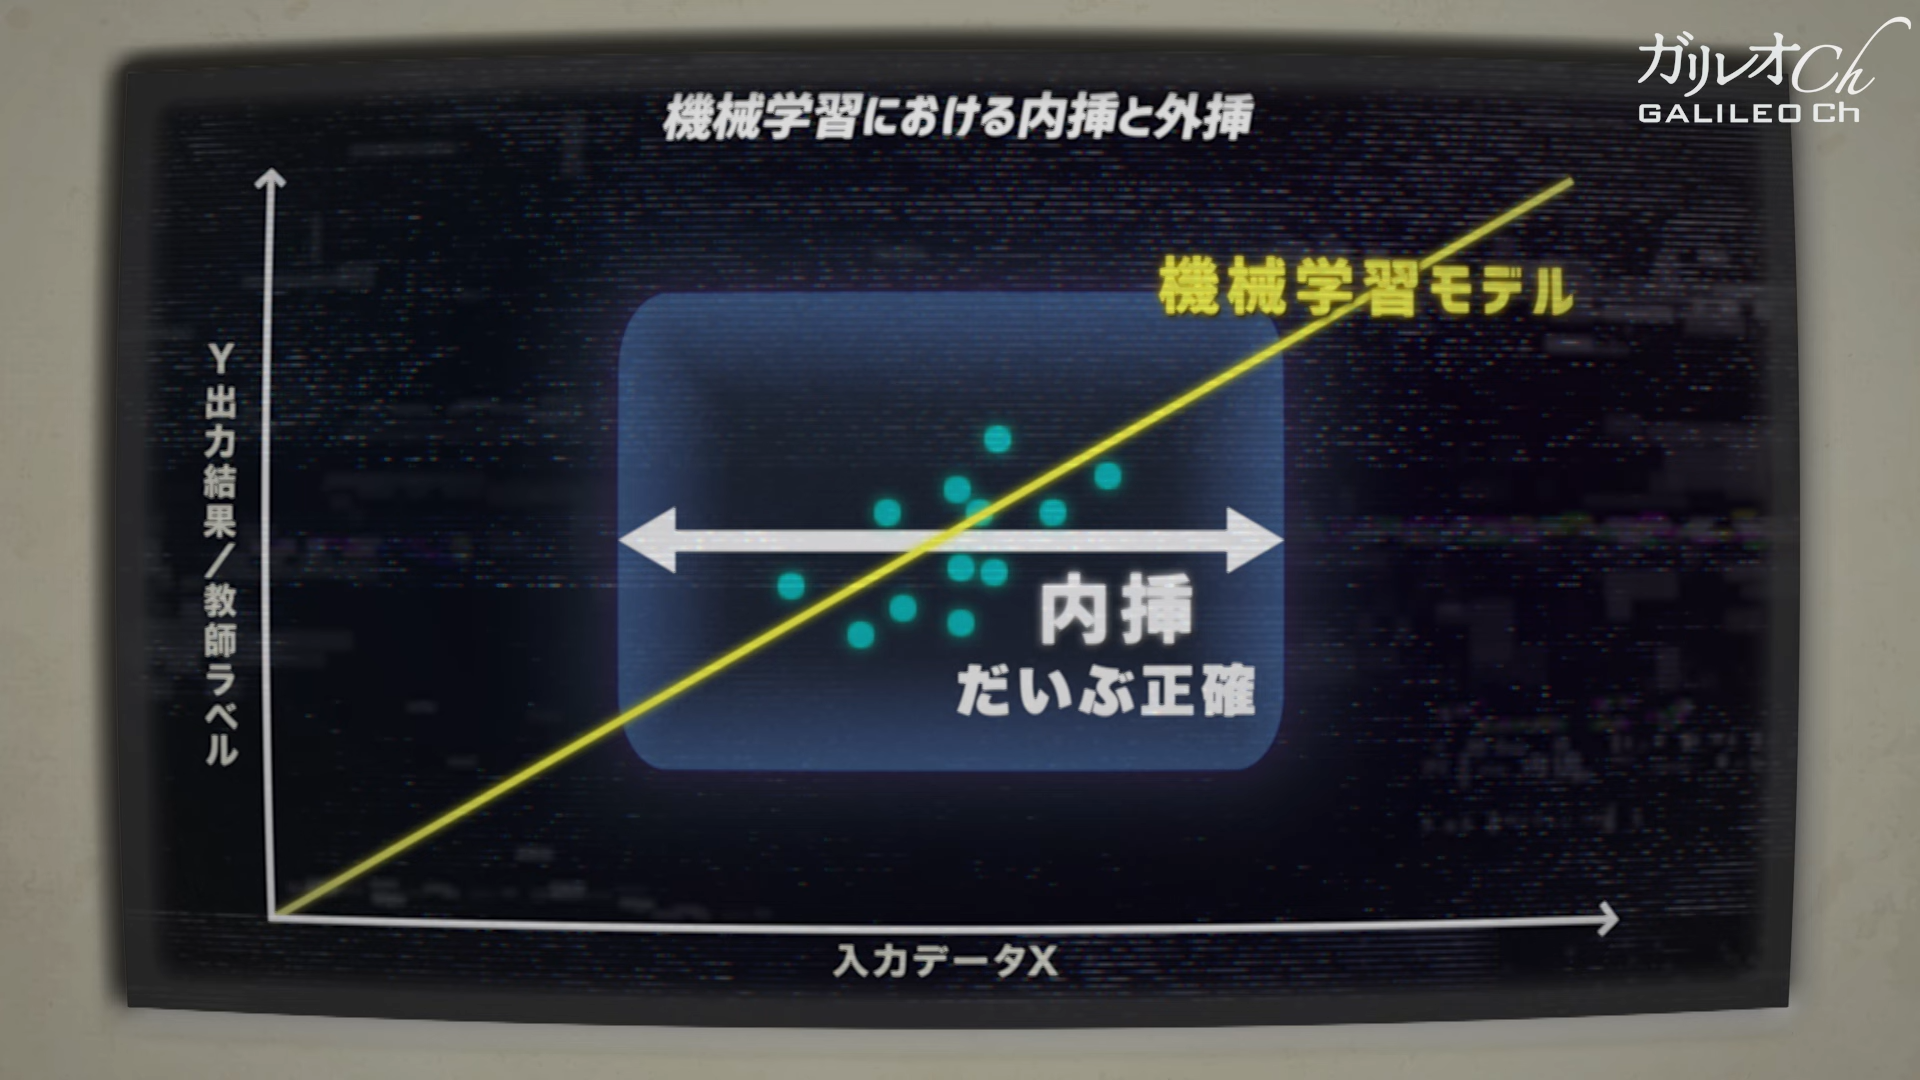 ガリレオCh
GALILEO Ch
機械学習における内挿と外挿
機械学習モデル
Y出力結果/教師ラベル
内挿
だいぶ正確
入力データX